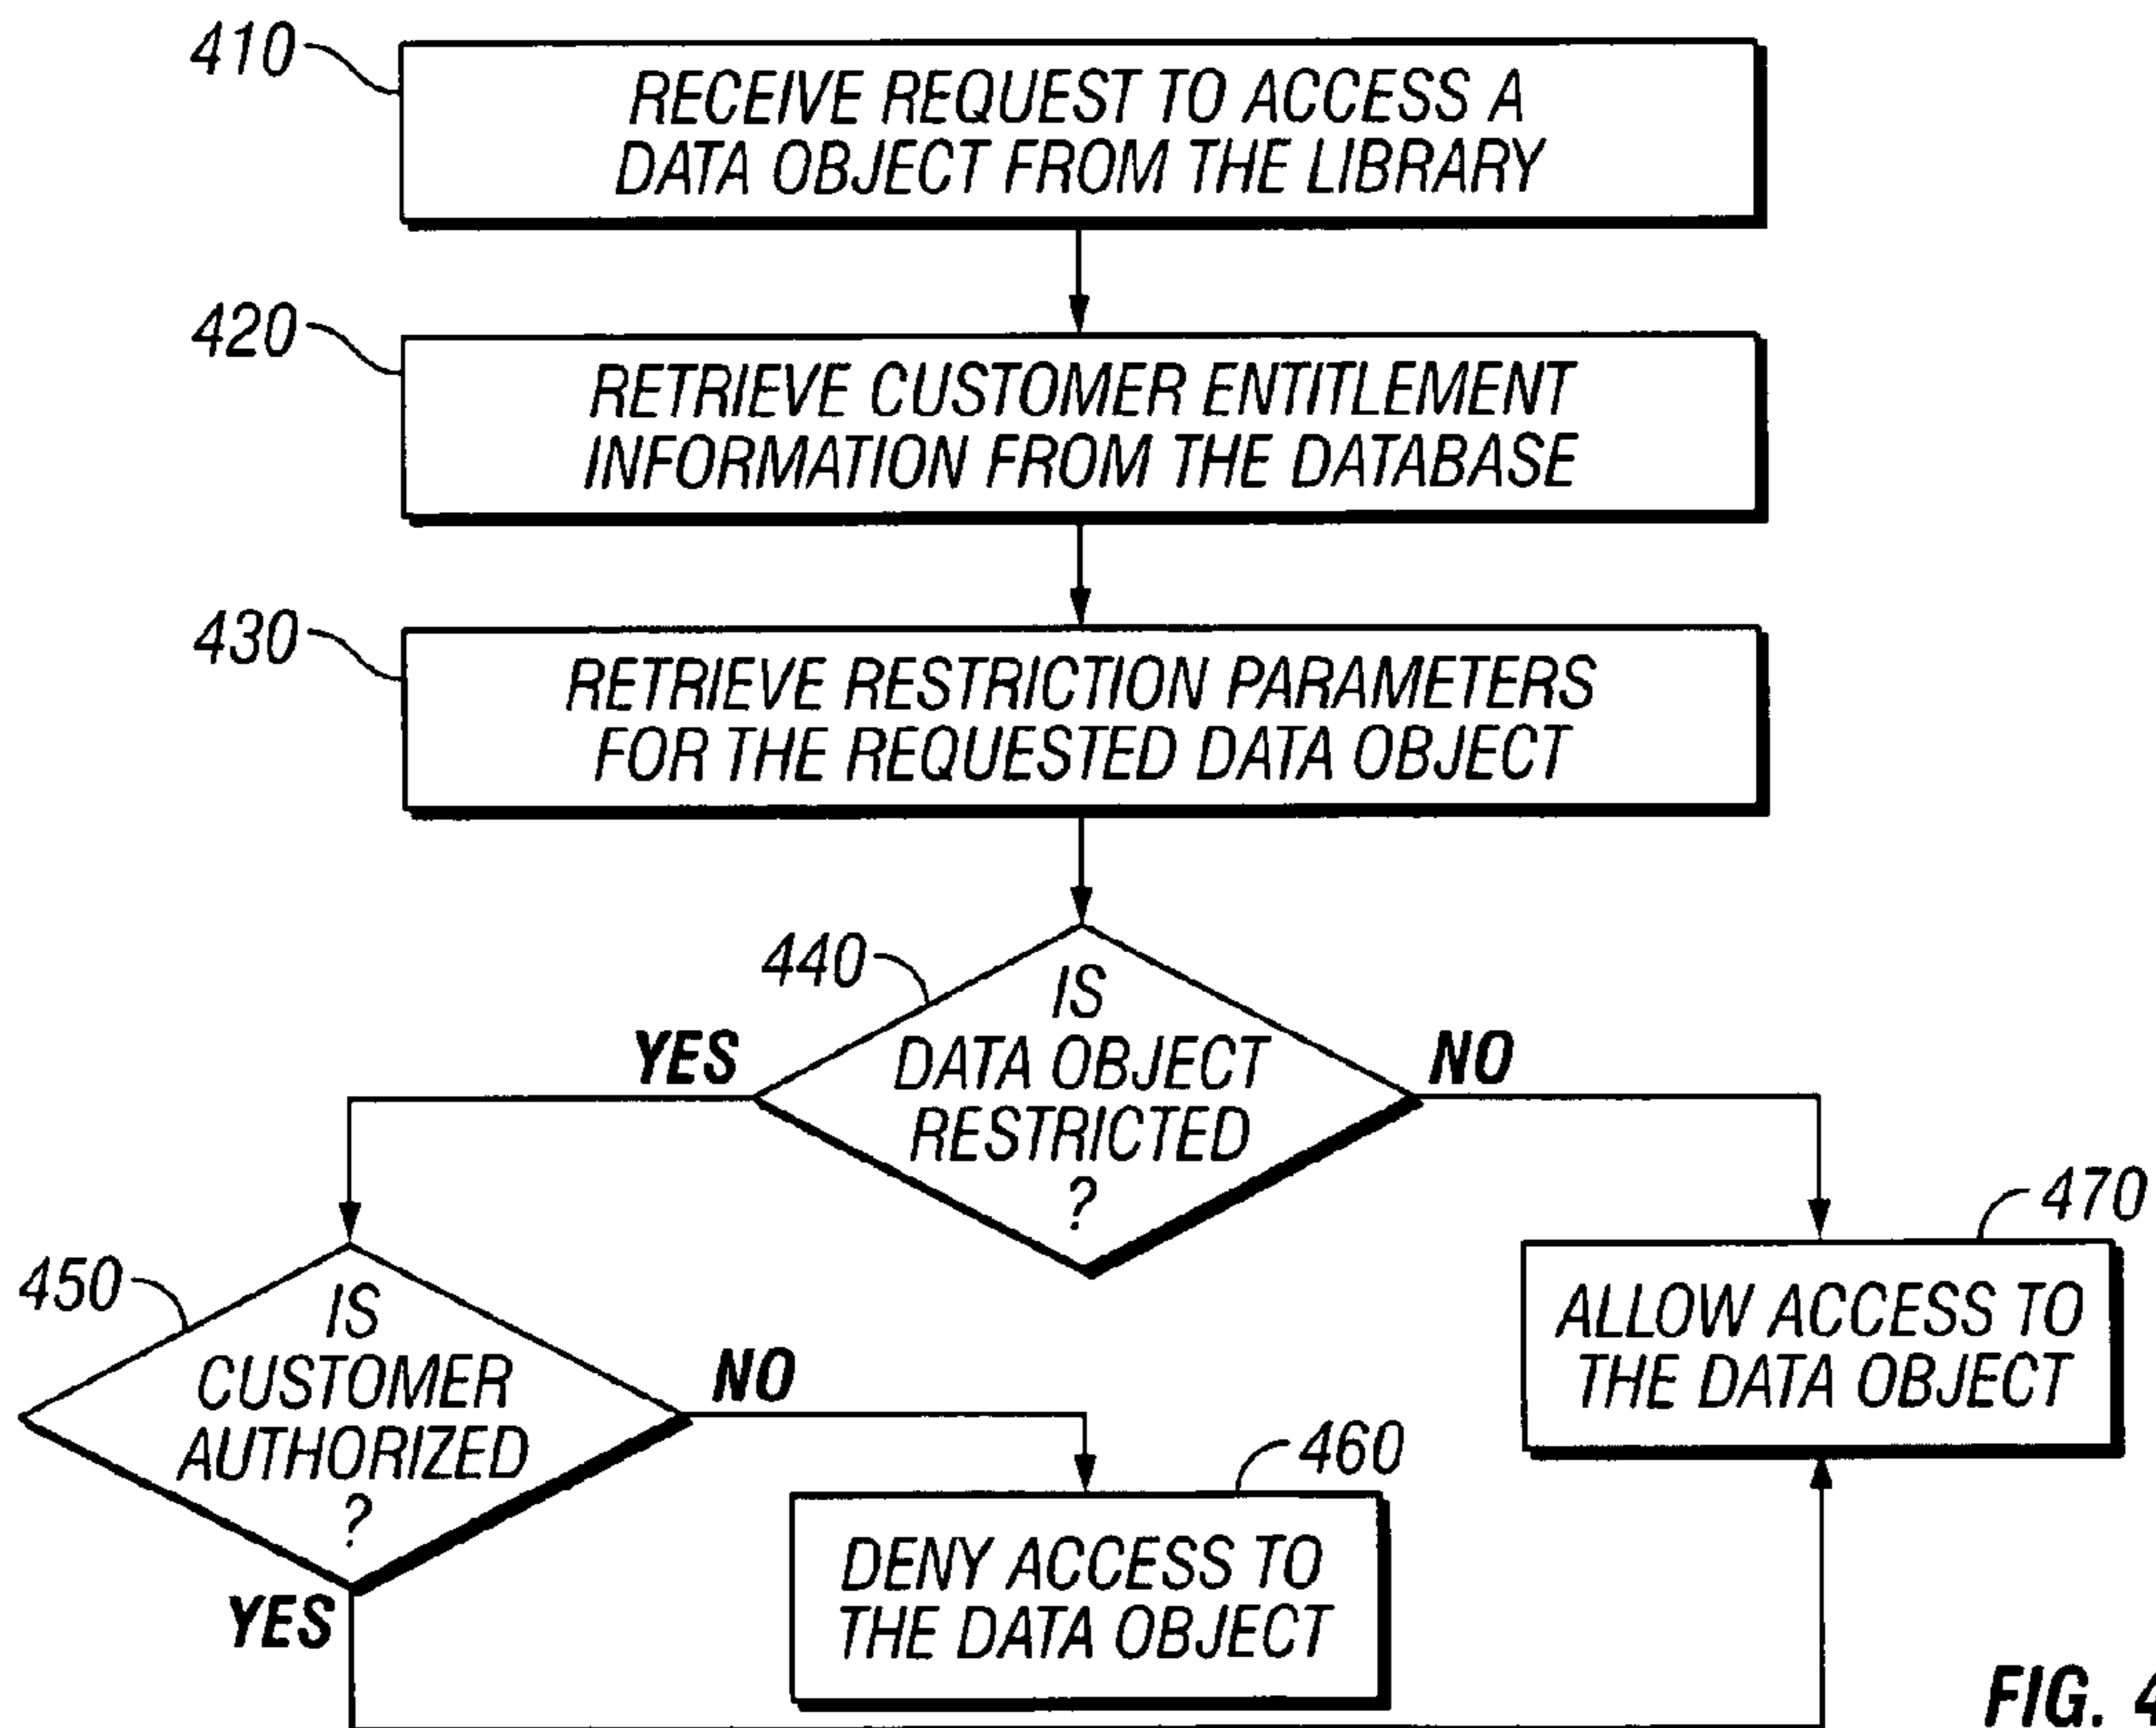 410
RECEIVE REQUEST TO ACCESS A
DATA OBJECT FROM THE LIBRARY
420
RETRIEVE CUSTOMER ENTITLEMENT
INFORMATION FROM THE DATABASE
430
RETRIEVE RESTRICTION PARAMETERS
FOR THE REQUESTED DATA OBJECT
440
IS
DATA OBJECT
RESTRICTED
?
YES
NO
450
IS
CUSTOMER
AUTHORIZED
?
NO
YES
460
DENY ACCESS TO
THE DATA OBJECT
470
ALLOW ACCESS TO
THE DATA OBJECT
FIG. 4